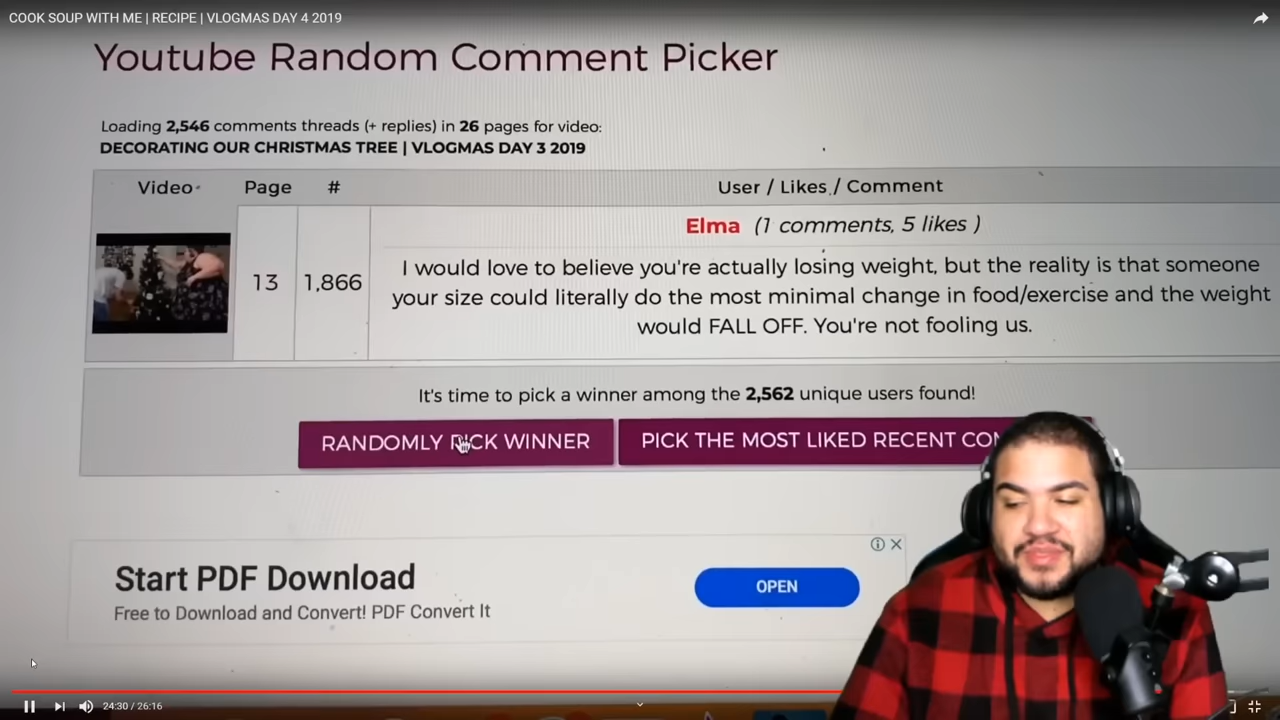 COOK SOUP WITH ME | RECIPE | VLOGMAS DAY 4 2019
Youtube Random Comment Picker
Loading 2,546 comments threads (+ replies) in 26 pages for video:
DECORATING OUR CHRISTMAS TREE | VLOGMAS DAY 3 2019
Video Page # User / Likes / Comment
Elma (1 comments, 5 likes )
13 1,866 I would love to believe you're actually losing weight, but the reality is that someone
your size could literally do the most minimal change in food/exercise and the weight
would FALL OFF. You're not fooling us.
It's time to pick a winner among the 2,562 unique users found!
RANDOMLY PICK WINNER PICK THE MOST LIKED RECENT
Start PDF Download
OPEN
Free to Download and Convert! PDF Convert It
24:30 / 26:16